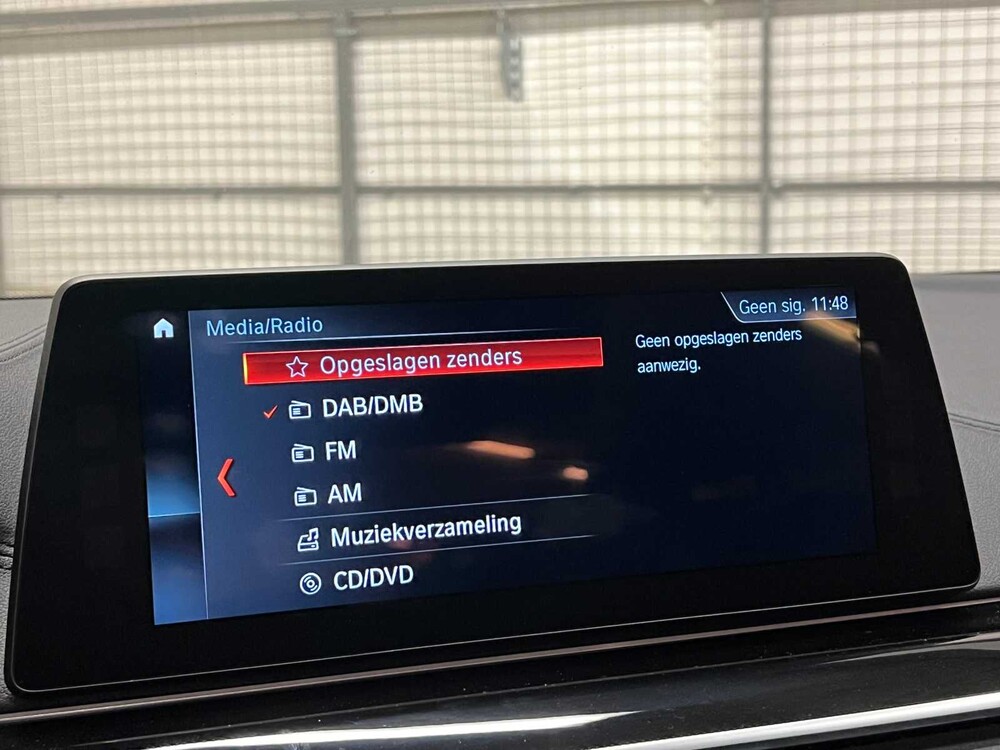 Media/Radio
Geen sig. 11:48
Opgeslagen zenders
DAB/DMB
FM
AM
Muziekverzameling
CD/DVD
Geen opgeslagen zenders
aanwezig.